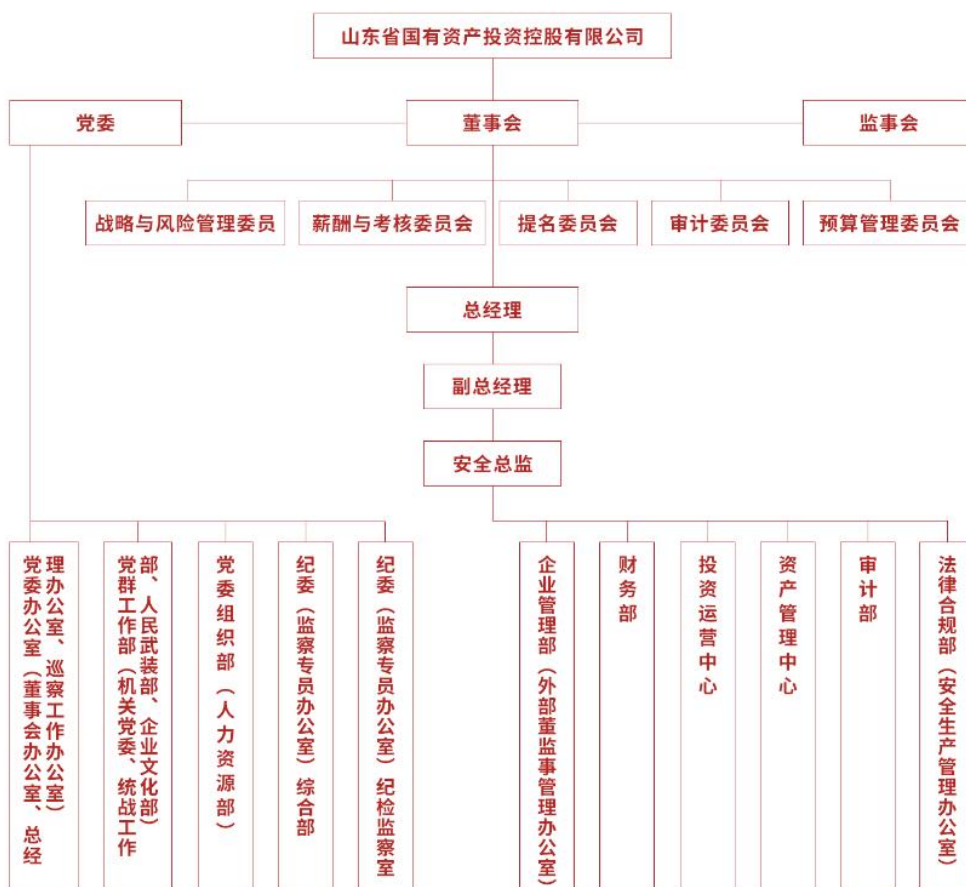 山东省国有资产投资控股有限公司
党委
董事会
监事会
战略与风险管理委员
薪酬与考核委员会
提名委员会
审计委员会
预算管理委员会
总经理
副总经理
安全总监
党委办公室（董事会办公室、总经
理办公室、巡察工作办公室）
党群工作部（机关党委、统战工作
部、人民武装部、企业文化部）
党委组织部（人力资源部）
纪委（监察专员办公室）综合部
纪委（监察专员办公室）纪检监察室
企业管理部（外部董监事管理办公室）
财务部
投资运营中心
资产管理中心
审计部
法律合规部（安全生产管理办公室）